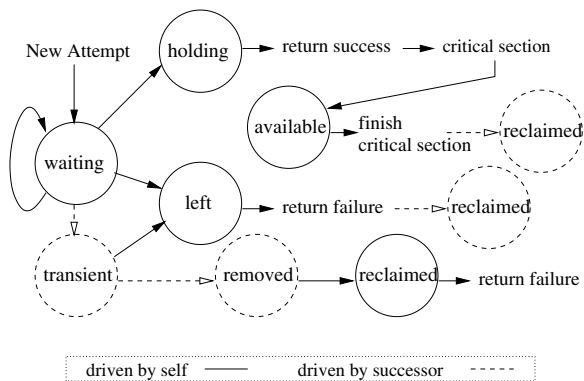 New Attempt
holding
return success
critical section
available
finish
critical section
reclaimed
waiting
left
return failure
reclaimed
transient
removed
reclaimed
return failure
driven by self
driven by successor